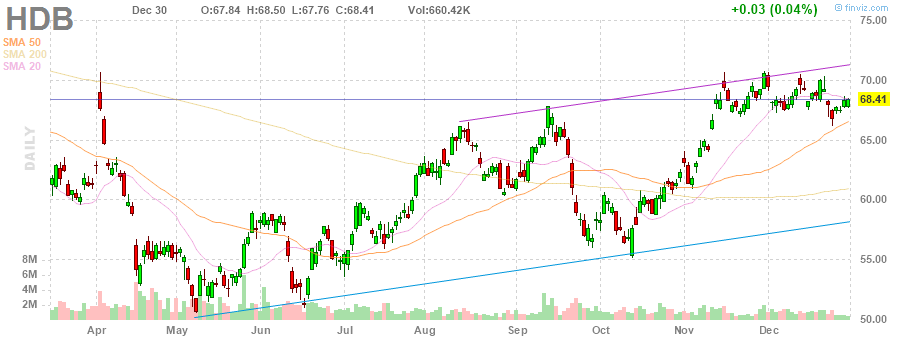 HDB Dec 30 O:67.84 H:68.50 L:67.76 C:68.41 Vol:660.42K +0.03 (0.04%) © finviz.com
SMA 50
SMA 200
SMA 20
DAILY
75.00
70.00
68.41
65.00
60.00
55.00
50.00
8M
6M
4M
2M
Apr May Jun Jul Aug Sep Oct Nov Dec